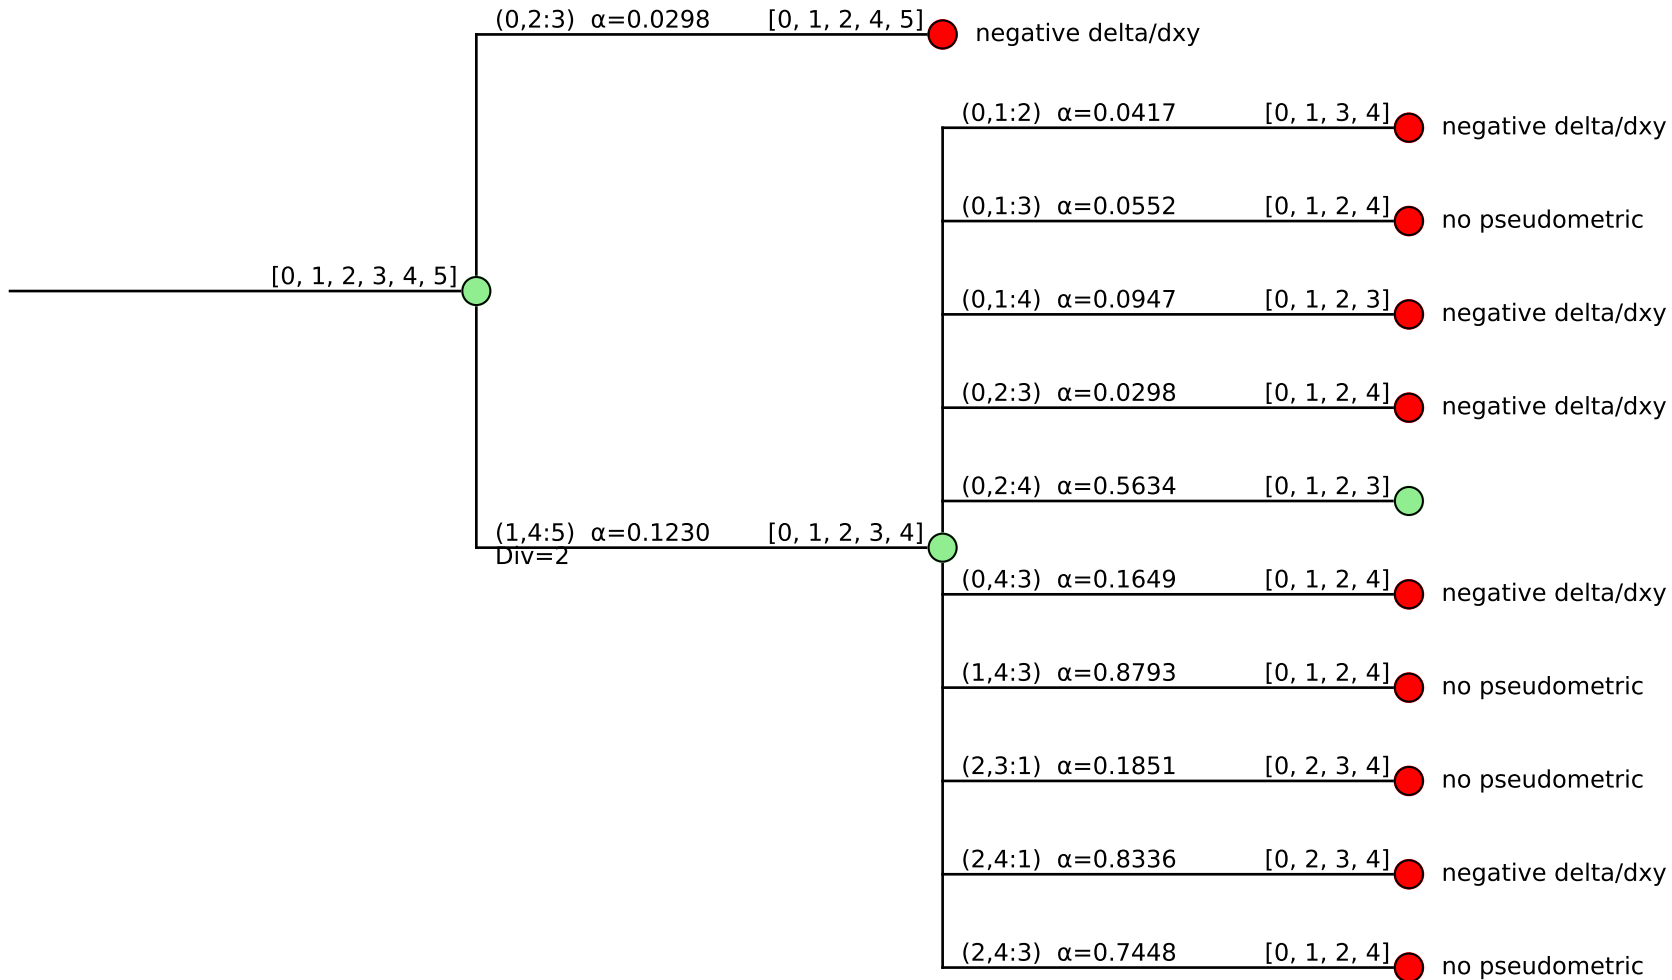 (0,2:3) α=0.0298 [0, 1, 2, 4, 5] negative delta/dxy
(0,1:2) α=0.0417 [0, 1, 3, 4] negative delta/dxy
(0,1:3) α=0.0552 [0, 1, 2, 4] no pseudometric
[0, 1, 2, 3, 4, 5]
(0,1:4) α=0.0947 [0, 1, 2, 3] negative delta/dxy
(0,2:3) α=0.0298 [0, 1, 2, 4] negative delta/dxy
(0,2:4) α=0.5634 [0, 1, 2, 3]
(1,4:5) α=0.1230 [0, 1, 2, 3, 4]
Div=2
(0,4:3) α=0.1649 [0, 1, 2, 4] negative delta/dxy
(1,4:3) α=0.8793 [0, 1, 2, 4] no pseudometric
(2,3:1) α=0.1851 [0, 2, 3, 4] no pseudometric
(2,4:1) α=0.8336 [0, 2, 3, 4] negative delta/dxy
(2,4:3) α=0.7448 [0, 1, 2, 4] no pseudometric